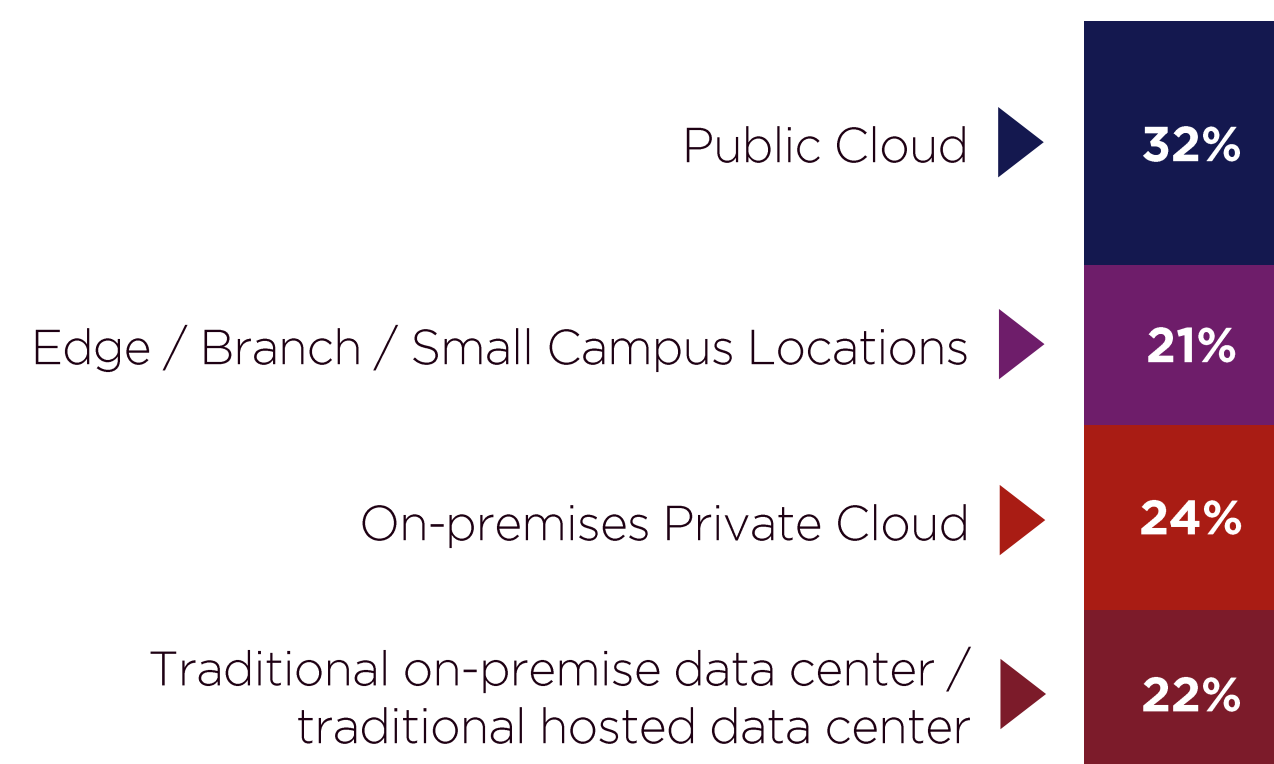 Public Cloud 32%
Edge / Branch / Small Campus Locations 21%
On-premises Private Cloud 24%
Traditional on-premise data center /
traditional hosted data center 22%